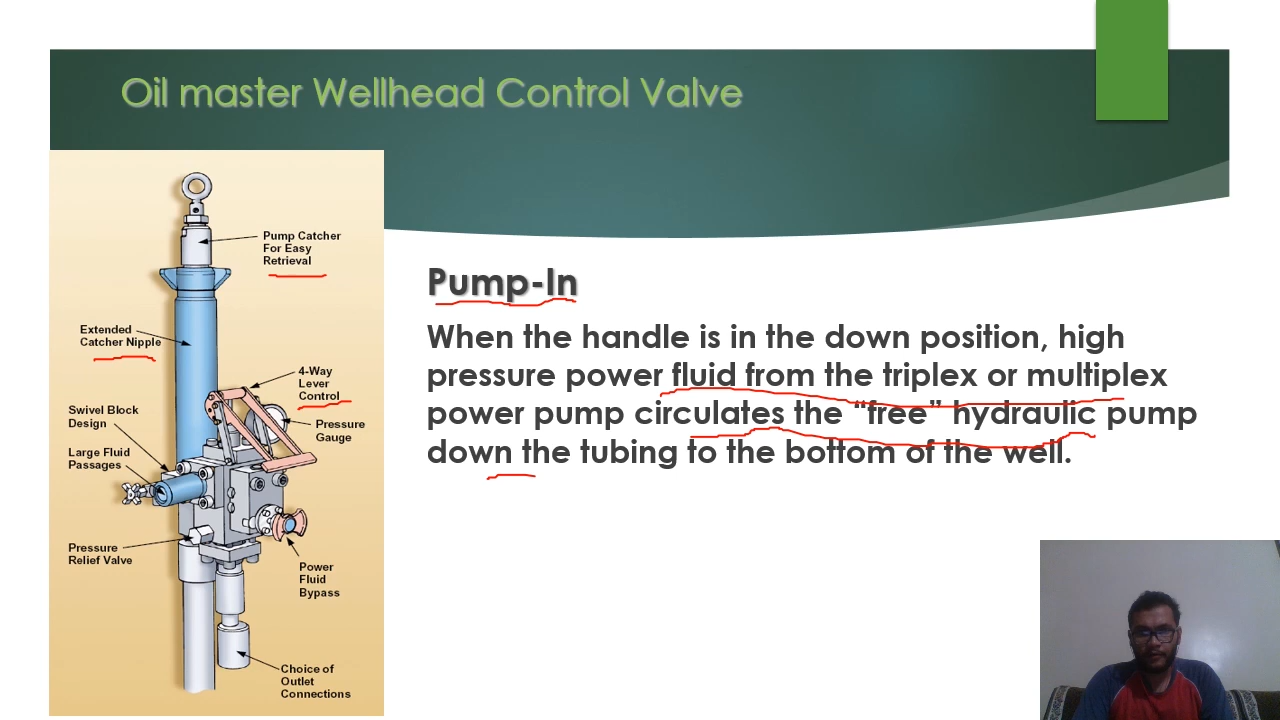 Oil master Wellhead Control Valve
Pump Catcher
For Easy
Retrieval
Extended
Catcher Nipple
4-Way
Lever
Control
Swivel Block
Design
Pressure
Gauge
Large Fluid
Passages
Pressure
Relief Valve
Power
Fluid
Bypass
Choice of
Outlet
Connections
Pump-In
When the handle is in the down position, high
pressure power fluid from the triplex or multiplex
power pump circulates the “free” hydraulic pump
down the tubing to the bottom of the well.